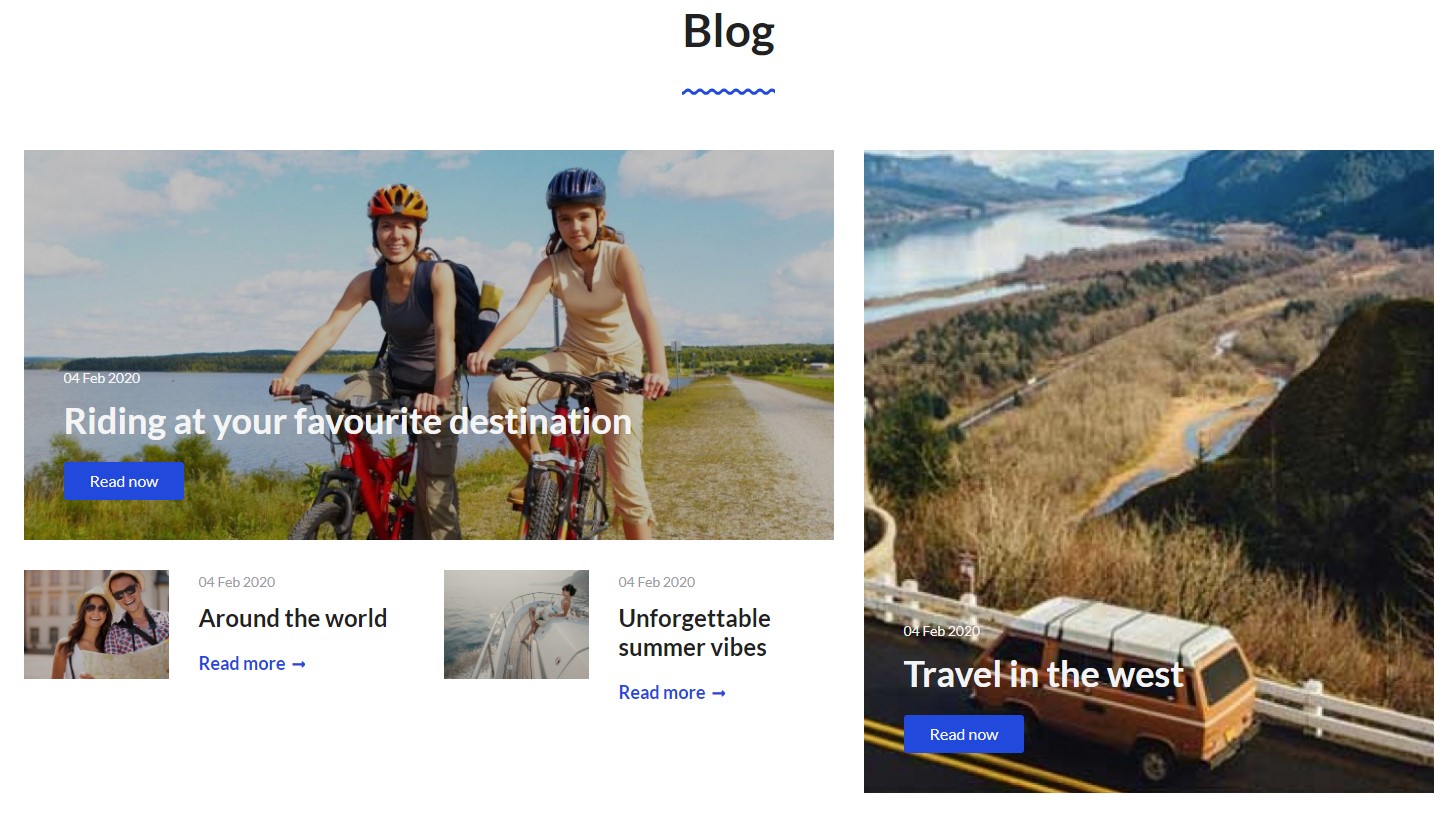 Blog
04 Feb 2020
Riding at your favourite destination
Read now
04 Feb 2020
Around the world
Read more →
04 Feb 2020
Unforgettable
summer vibes
Read more →
04 Feb 2020
Travel in the west
Read now